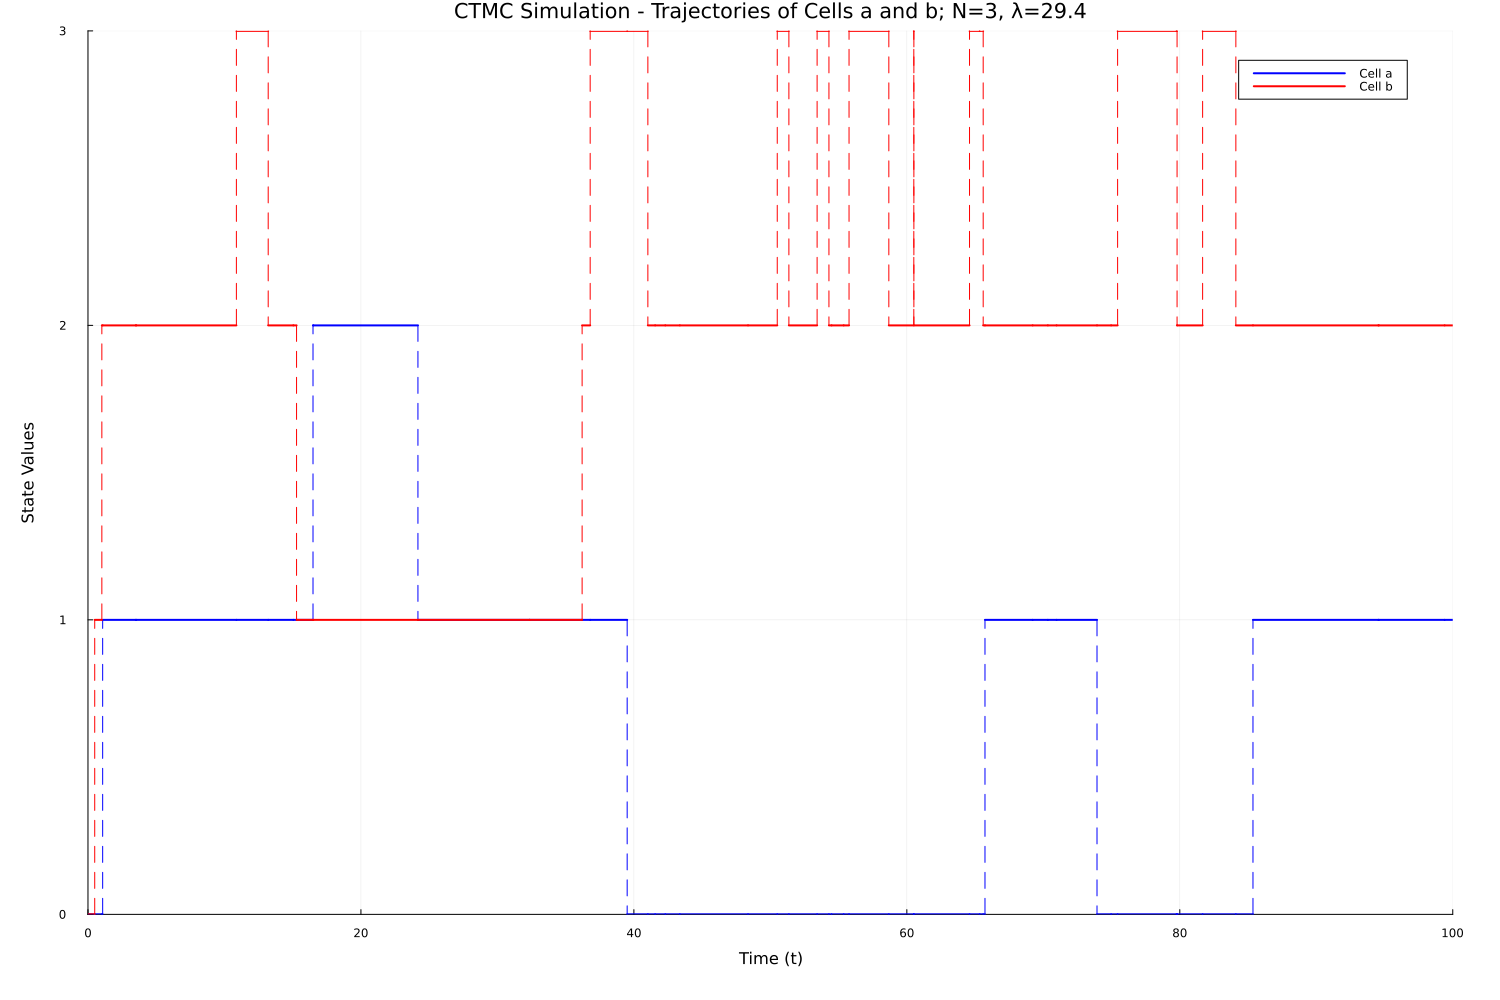 CTMC Simulation - Trajectories of Cells a and b; N=3, λ=29.4
3
Cell a
Cell b
2
State Values
1
0
0 20 40 60 80 100
Time (t)